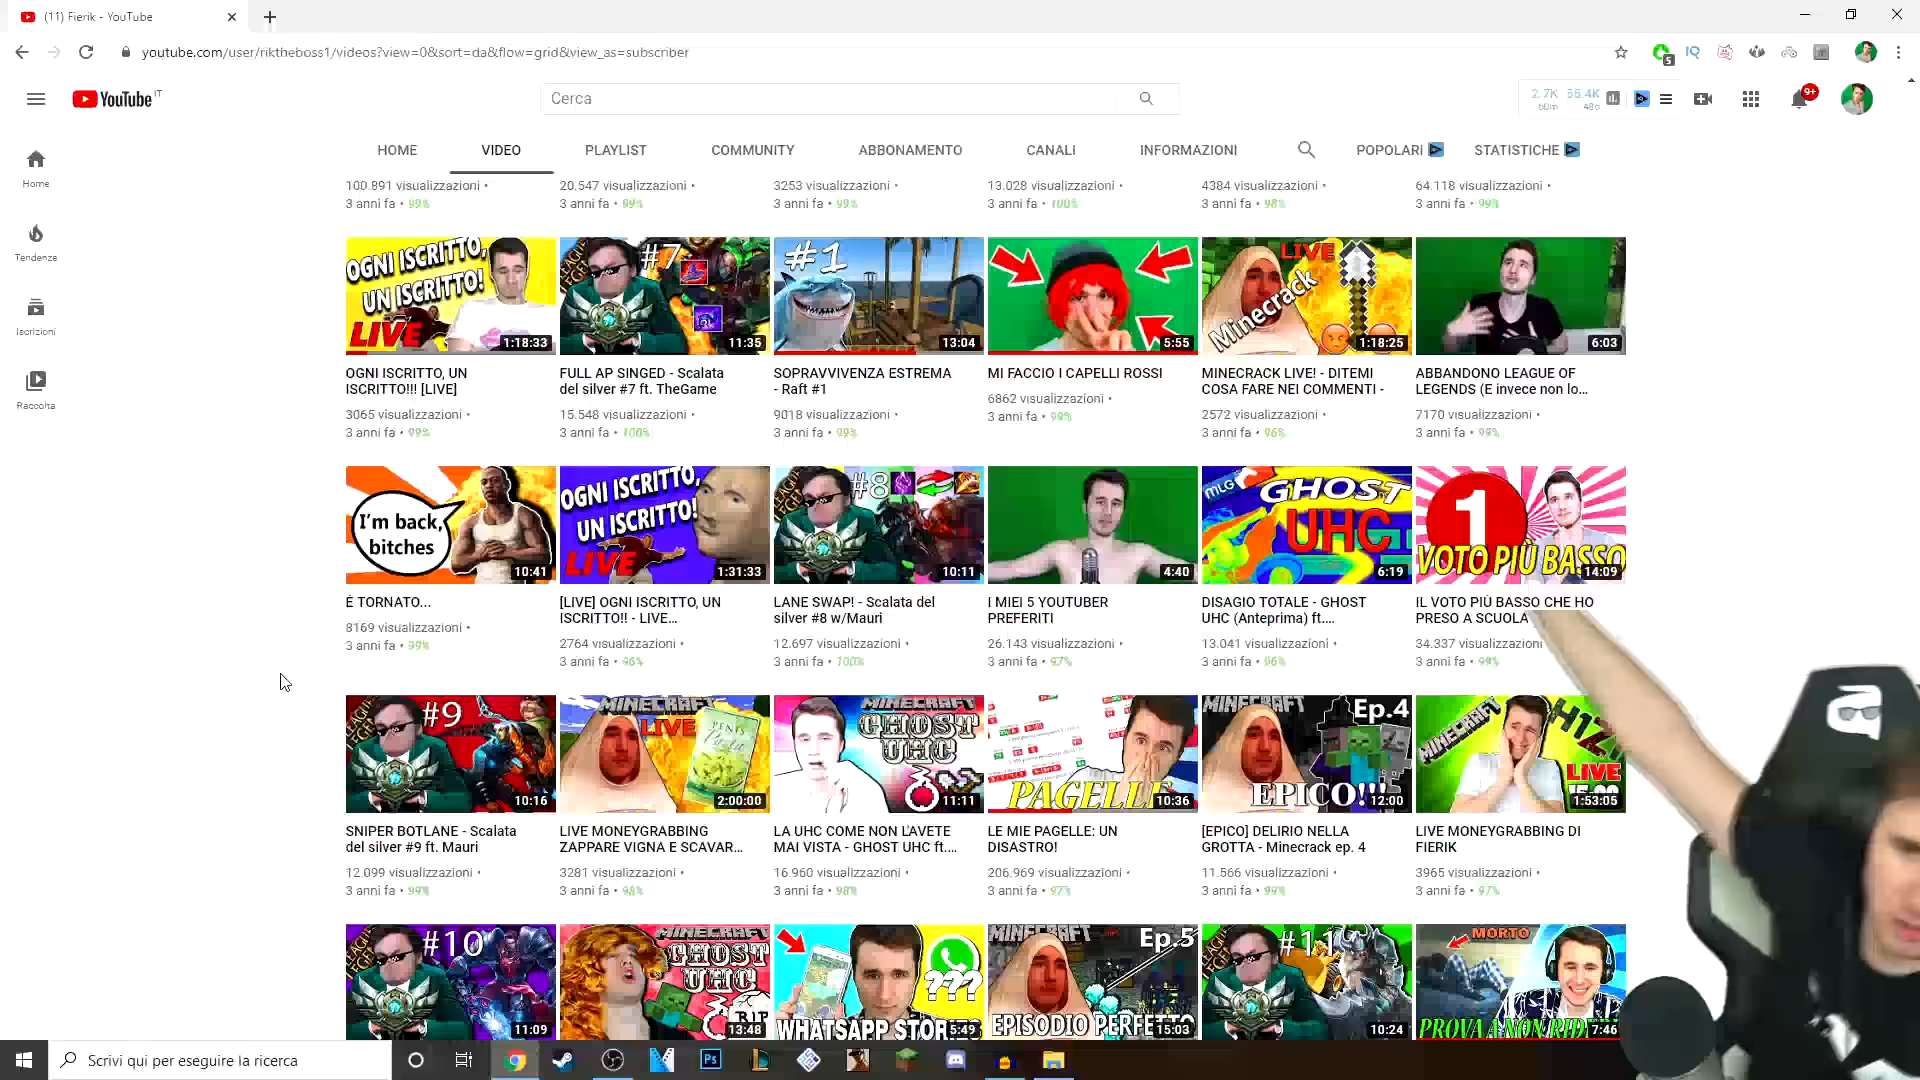 (11) Fierik - YouTube
youtube.com/user/riktheboss1/videos?view=0&sort=da&flow=grid&view_as=subscriber
5
IQ
YouTube IT
Cerca
2.7K
60m
48o
9+
HOME
VIDEO
PLAYLIST
COMMUNITY
ABBONAMENTO
CANALI
INFORMAZIONI
POPOLARI
STATISTICHE
Home
Tendenze
Iscrizioni
Raccolta
100.891 visualizzazioni •
3 anni fa • 99%
20.547 visualizzazioni •
3 anni fa • 99%
3253 visualizzazioni •
3 anni fa • 99%
13.028 visualizzazioni •
3 anni fa • 100%
4384 visualizzazioni •
3 anni fa • 98%
64.118 visualizzazioni •
3 anni fa • 99%
OGNI ISCRITTO,
UN ISCRITTO!
LIVE
1:18:33
#7
11:35
#1
13:04
5:55
LIVE
Minecrack
1:18:25
6:03
OGNI ISCRITTO, UN
ISCRITTO!!! [LIVE]
3065 visualizzazioni •
3 anni fa • 99%
FULL AP SINGED - Scalata
del silver #7 ft. TheGame
15.548 visualizzazioni •
3 anni fa • 100%
SOPRAVVIVENZA ESTREMA
- Raft #1
9018 visualizzazioni •
3 anni fa • 99%
MI FACCIO I CAPELLI ROSSI
6862 visualizzazioni •
3 anni fa • 99%
MINECRACK LIVE! - DITEMI
COSA FARE NEI COMMENTI -
2572 visualizzazioni •
3 anni fa • 96%
ABBANDONO LEAGUE OF
LEGENDS (E invece non lo...
7170 visualizzazioni •
3 anni fa • 99%
I'm back,
bitches
10:41
OGNI ISCRITTO,
UN ISCRITTO!
LIVE
1:31:33
#8
10:11
4:40
MLG
GHOST
UHC
6:19
1
VOTO PIÙ BASSO
14:09
È TORNATO...
8169 visualizzazioni •
3 anni fa • 99%
[LIVE] OGNI ISCRITTO, UN
ISCRITTO!! - LIVE...
2764 visualizzazioni •
3 anni fa • 96%
LANE SWAP! - Scalata del
silver #8 w/Mauri
12.697 visualizzazioni •
3 anni fa • 100%
I MIEI 5 YOUTUBER
PREFERITI
26.143 visualizzazioni •
3 anni fa • 97%
DISAGIO TOTALE - GHOST
UHC (Anteprima) ft....
13.041 visualizzazioni •
3 anni fa • 96%
IL VOTO PIÙ BASSO CHE HO
PRESO A SCUOLA
34.337 visualizzazioni
3 anni fa • 99%
#9
10:16
MINECRAFT
LIVE
2:00:00
MINECRAFT
GHOST
UHC
11:11
PAGELLE
10:36
MINECRAFT
Ep.4
EPICO!!!
12:00
MINECRAFT
H1Z1
LIVE
1:53:05
SNIPER BOTLANE - Scalata
del silver #9 ft. Mauri
12.099 visualizzazioni •
3 anni fa • 99%
LIVE MONEYGRABBING
ZAPPARE VIGNA E SCAVAR...
3281 visualizzazioni •
3 anni fa • 98%
LA UHC COME NON L'AVETE
MAI VISTA - GHOST UHC ft....
16.960 visualizzazioni •
3 anni fa • 98%
LE MIE PAGELLE: UN
DISASTRO!
206.969 visualizzazioni •
3 anni fa • 97%
[EPICO] DELIRIO NELLA
GROTTA - Minecrack ep. 4
11.566 visualizzazioni •
3 anni fa • 99%
LIVE MONEYGRABBING DI
FIERIK
3965 visualizzazioni •
3 anni fa • 97%
#10
11:09
MINECRAFT
GHOST
UHC
RIP
13:48
???
WHATSAPP STORIES
5:49
MINECRAFT
Ep.5
EPISODIO PERFETTO
15:03
#11
10:24
MORTO
PROVA A NON RIDERE
7:46
Scrivi qui per eseguire la ricerca
Ps